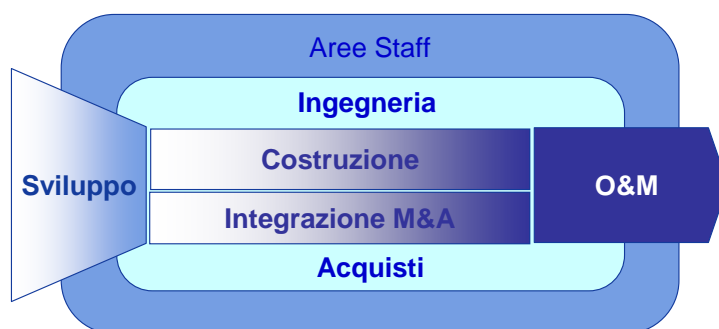 Aree Staff
Ingegneria
Sviluppo
Costruzione
Integrazione M&A
O&M
Acquisti